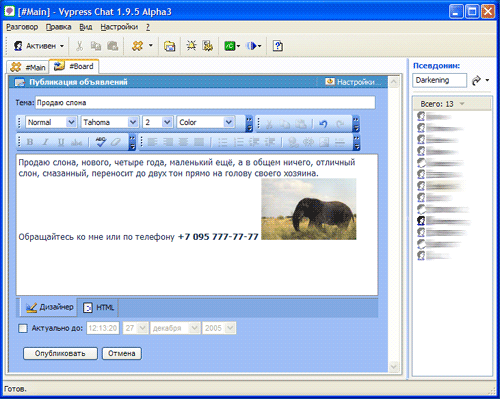 [#Main] - Vypress Chat 1.9.5 Alpha3
Разговор Правка Вид Настройки ?
Активен
#Main #Board
Публикация объявлений Настройки...
Тема: Продаю слона
Normal Tahoma 2 Color
B I U abc ABC
Продаю слона, нового, четыре года, маленький ещё, а в общем ничего, отличный
слон, смазанный, переносит до двух тон прямо на голову своего хозяина.
Обращайтесь ко мне или по телефону +7 095 777-77-77
Дизайнер HTML
Актуально до: 12:13:20 27 декабря 2005
Опубликовать Отмена
Псевдоним:
Darkening
Всего: 13
Готов.